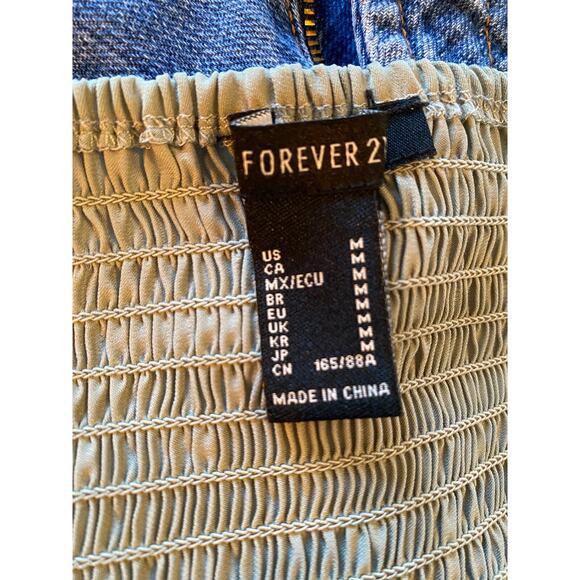 FOREVER 21
US M
CA M
MX/ECU M
BR M
EU M
UK M
KR M
JP M
CN 165/88A
MADE IN CHINA